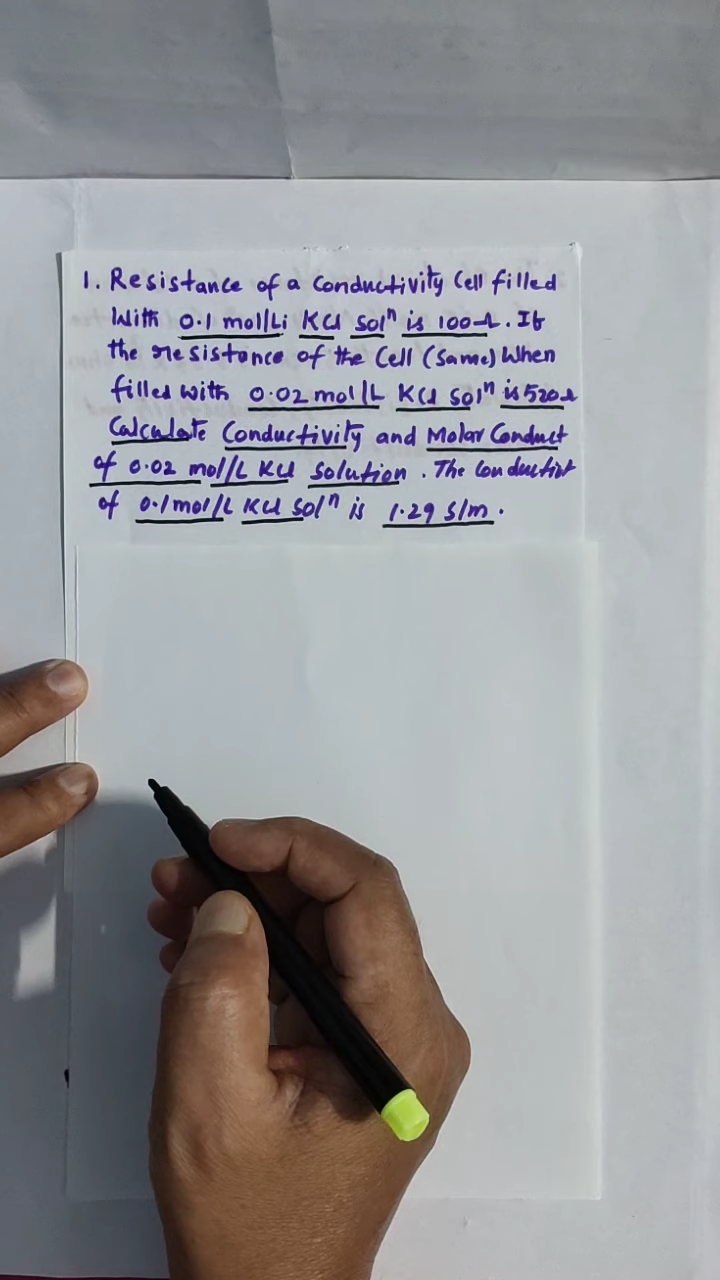 1. Resistance of a Conductivity Cell filled
With 0.1 mol/Li KCl Solⁿ is 100Ω. If
the resistance of the Cell (Same) When
filled with 0.02 mol/L KCl Solⁿ is 520Ω
Calculate Conductivity and Molar Conduct
of 0.02 mol/L KCl Solution. The Conductivt
of 0.1 mol/L KCl Solⁿ is 1.29 S/m.